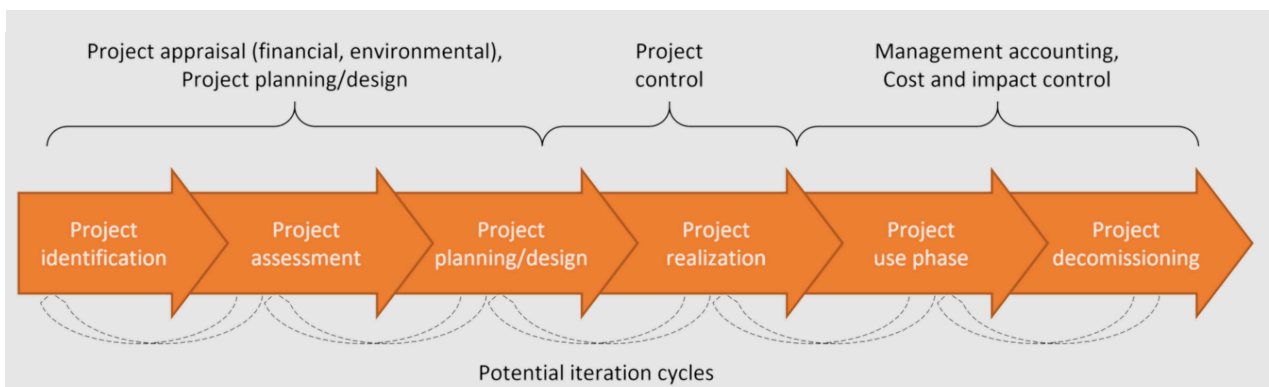 Project appraisal (financial, environmental),
Project planning/design
Project
control
Management accounting,
Cost and impact control
Project
identification
Project
assessment
Project
planning/design
Project
realization
Project
use phase
Project
decomissioning
Potential iteration cycles